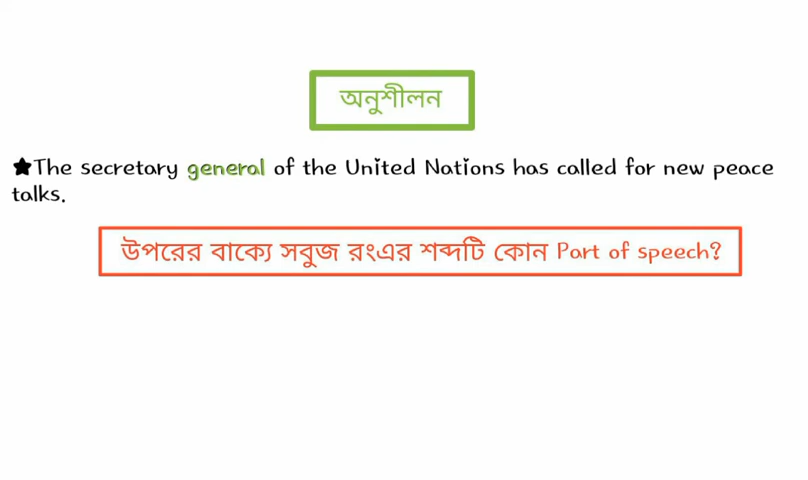 অনুশীলন
★The secretary general of the United Nations has called for new peace
talks.
উপরের বাক্যে সবুজ রংএর শব্দটি কোন Part of speech?